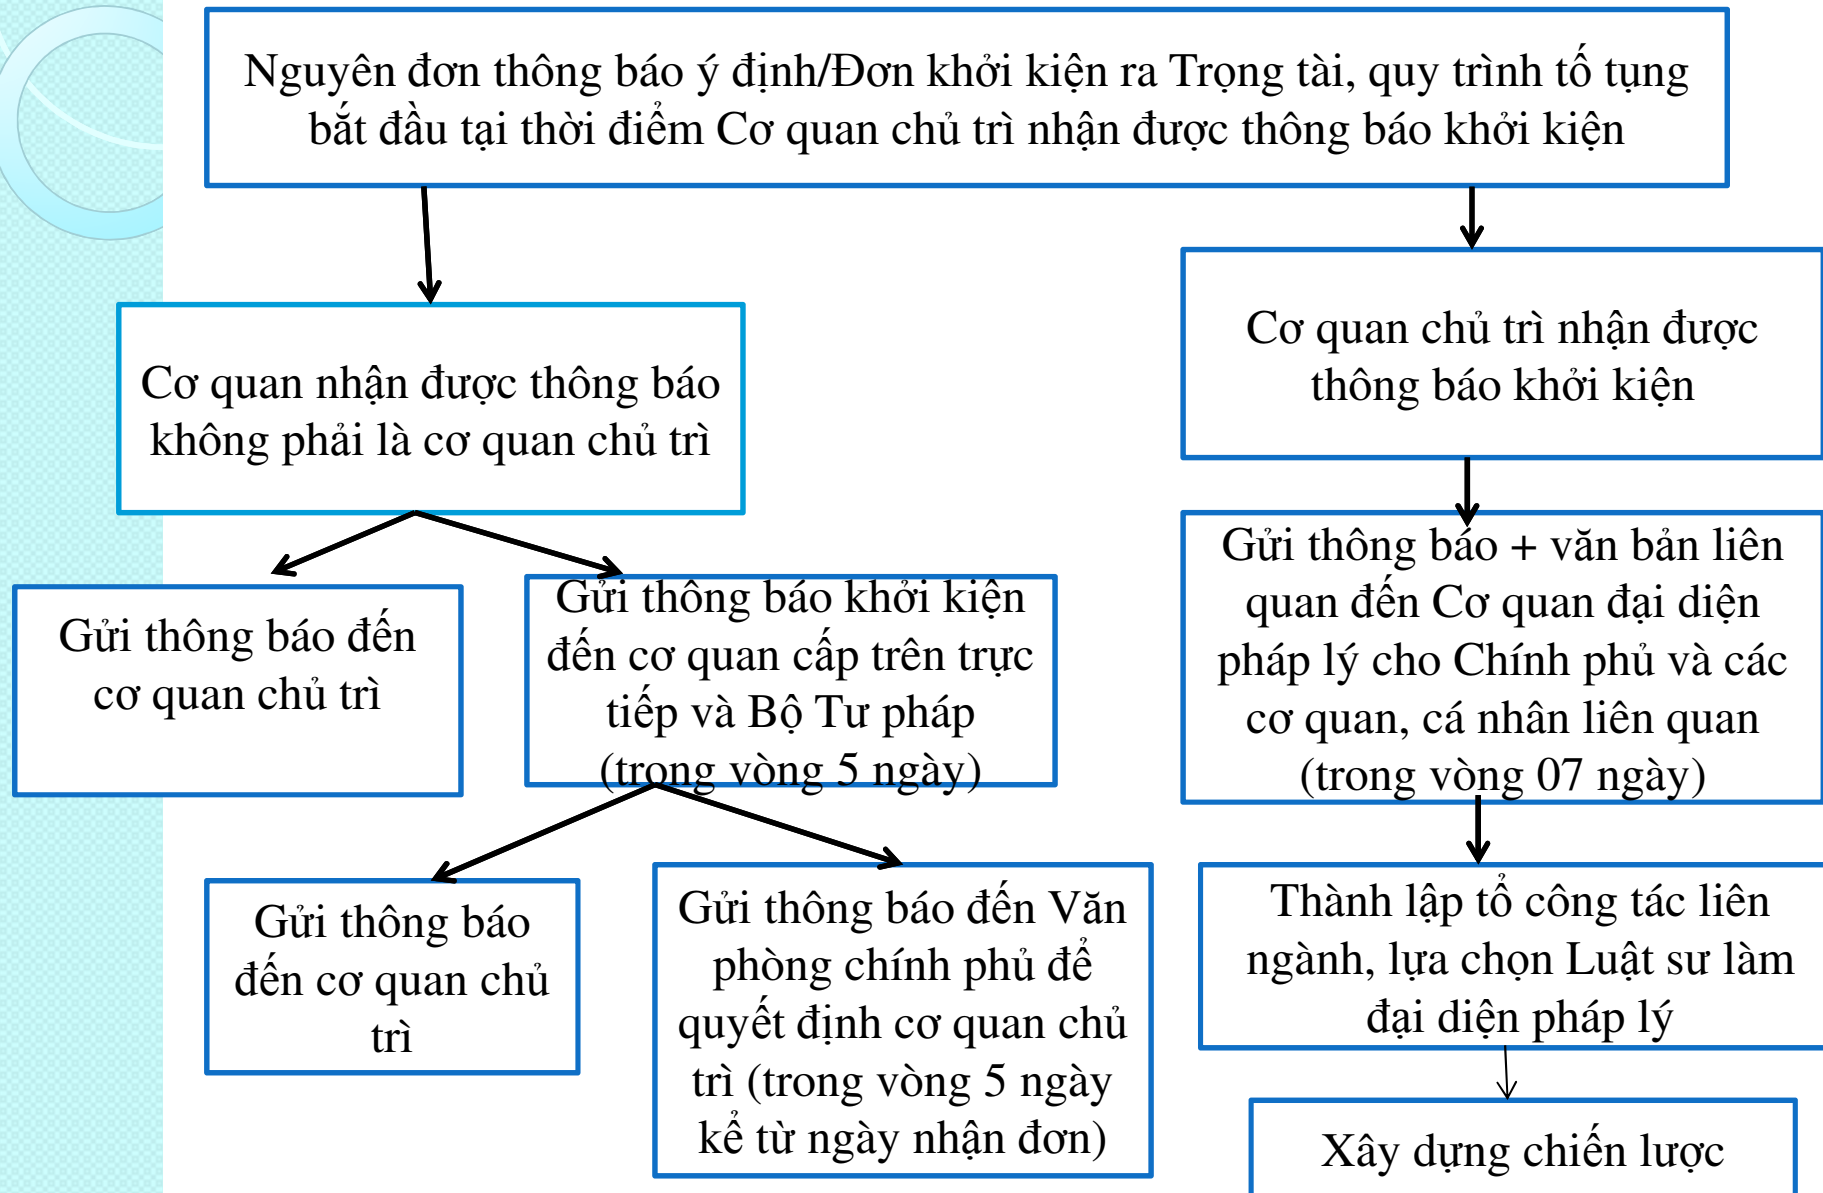 Nguyên đơn thông báo ý định/Đơn khởi kiện ra Trọng tài, quy trình tố tụng
bắt đầu tại thời điểm Cơ quan chủ trì nhận được thông báo khởi kiện
Cơ quan nhận được thông báo
không phải là cơ quan chủ trì
Cơ quan chủ trì nhận được
thông báo khởi kiện
Gửi thông báo đến
cơ quan chủ trì
Gửi thông báo khởi kiện
đến cơ quan cấp trên trực
tiếp và Bộ Tư pháp
(trong vòng 5 ngày)
Gửi thông báo + văn bản liên
quan đến Cơ quan đại diện
pháp lý cho Chính phủ và các
cơ quan, cá nhân liên quan
(trong vòng 07 ngày)
Gửi thông báo
đến cơ quan chủ
trì
Gửi thông báo đến Văn
phòng chính phủ để
quyết định cơ quan chủ
trì (trong vòng 5 ngày
kể từ ngày nhận đơn)
Thành lập tổ công tác liên
ngành, lựa chọn Luật sư làm
đại diện pháp lý
Xây dựng chiến lược